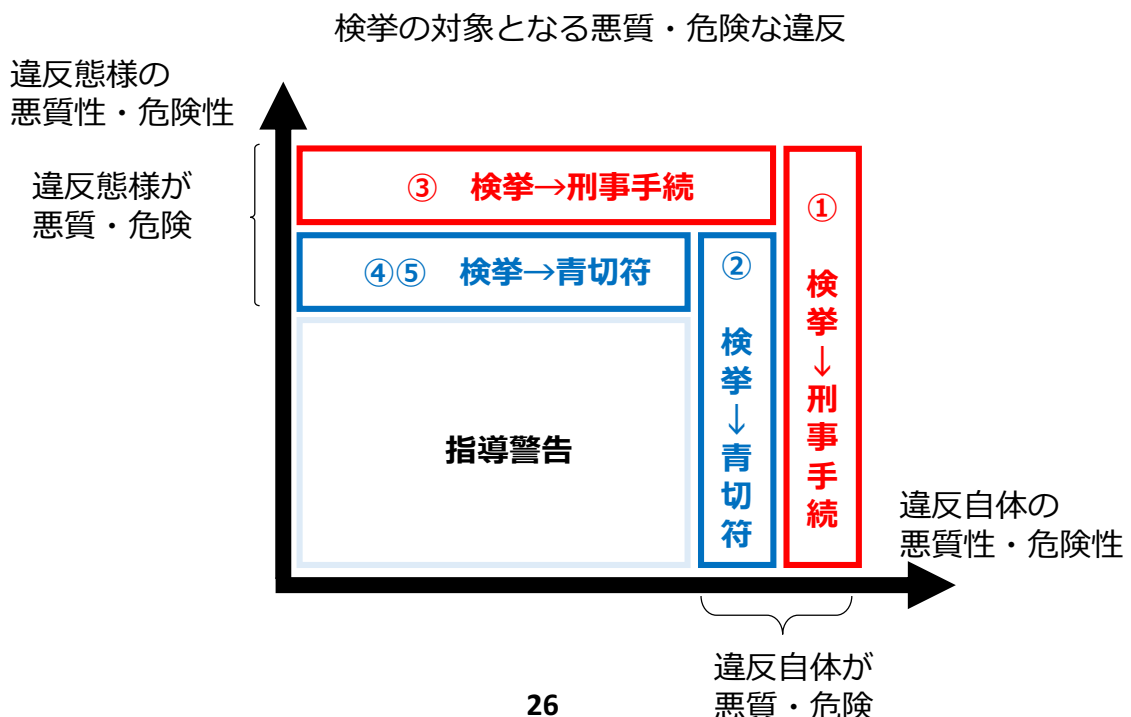 検挙の対象となる悪質・危険な違反
違反態様の
悪質性・危険性
違反態様が
悪質・危険
③ 検挙→刑事手続
④⑤ 検挙→青切符
② 検挙→青切符
① 検挙→刑事手続
指導警告
違反自体の
悪質性・危険性
違反自体が
悪質・危険
26